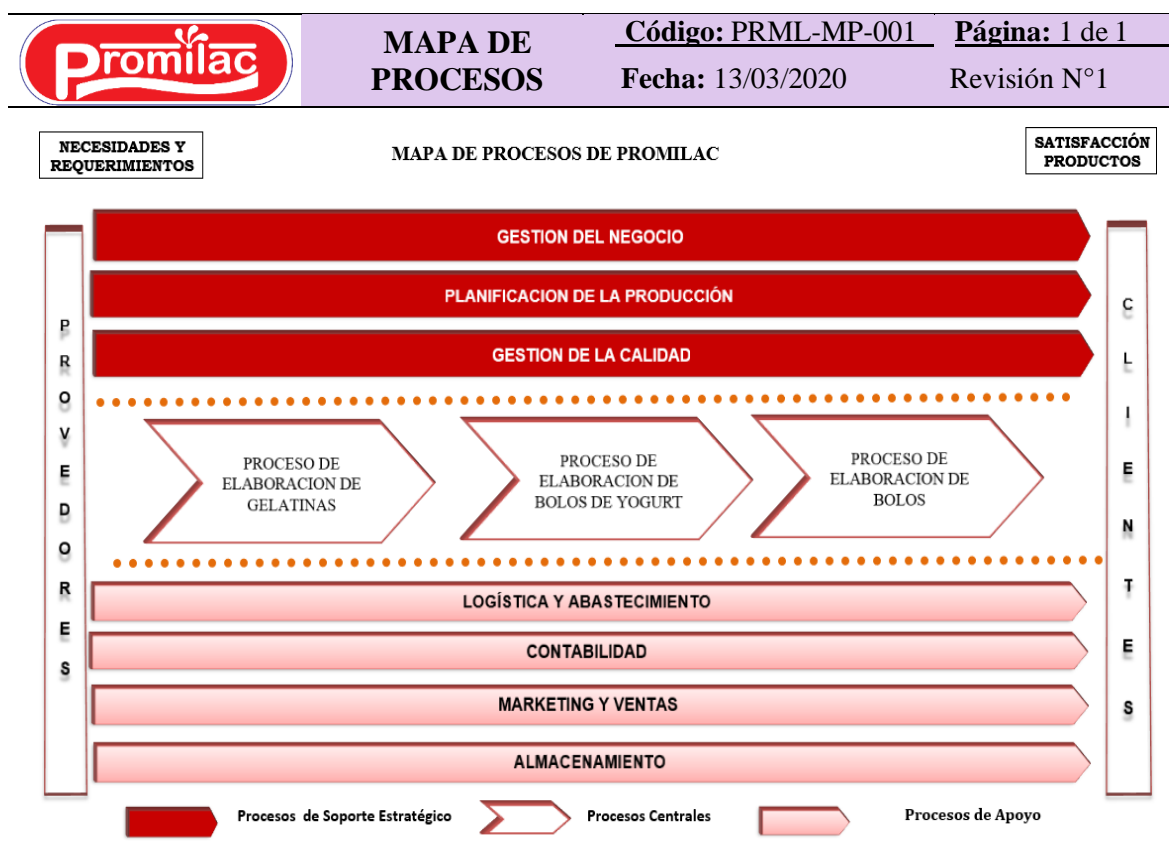 Promilac
MAPA DE
PROCESOS
Código: PRML-MP-001
Página: 1 de 1
Fecha: 13/03/2020
Revisión N°1
NECESIDADES Y
REQUERIMIENTOS
MAPA DE PROCESOS DE PROMILAC
SATISFACCIÓN
PRODUCTOS
PROVEDORES
GESTION DEL NEGOCIO
PLANIFICACION DE LA PRODUCCIÓN
GESTION DE LA CALIDAD
PROCESO DE
ELABORACION DE
GELATINAS
PROCESO DE
ELABORACION DE
BOLOS DE YOGURT
PROCESO DE
ELABORACION DE
BOLOS
LOGÍSTICA Y ABASTECIMIENTO
CONTABILIDAD
MARKETING Y VENTAS
ALMACENAMIENTO
CLIENTES
Procesos de Soporte Estratégico
Procesos Centrales
Procesos de Apoyo